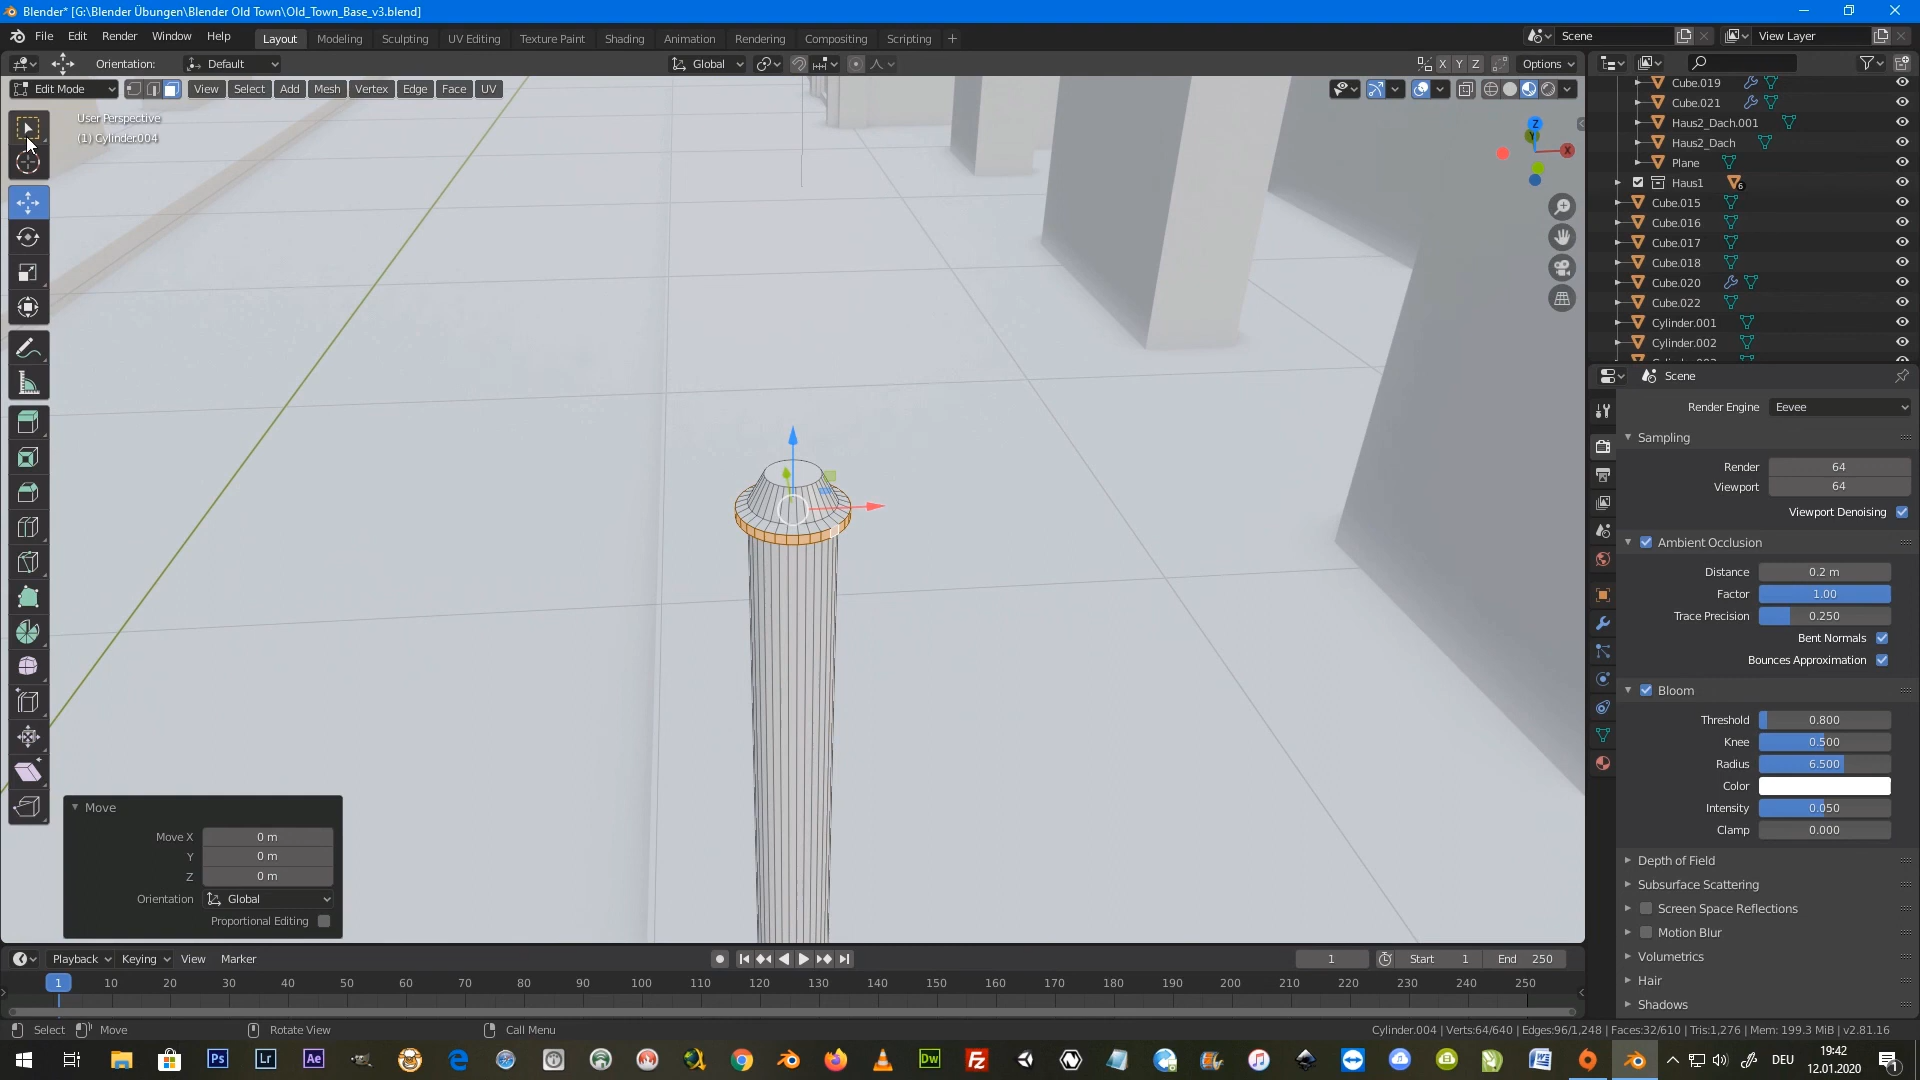 Blender* [G:\Blender Übungen\Blender Old Town\Old_Town_Base_v3.blend]
File Edit Render Window Help Layout Modeling Sculpting UV Editing Texture Paint Shading Animation Rendering Compositing Scripting Scene View Layer
Orientation: Default Global X Y Z Options
Edit Mode View Select Add Mesh Vertex Edge Face UV
User Perspective
(1) Cylinder.004
Z
Y
X
Cube.019
Cube.021
Haus2_Dach.001
Haus2_Dach
Plane
Haus1 6
Cube.015
Cube.016
Cube.017
Cube.018
Cube.020
Cube.022
Cylinder.001
Cylinder.002
Scene
Render Engine Eevee
Sampling
Render 64
Viewport 64
Viewport Denoising
Ambient Occlusion
Distance 0.2 m
Factor 1.00
Trace Precision 0.250
Bent Normals
Bounces Approximation
Bloom
Threshold 0.800
Knee 0.500
Radius 6.500
Color
Intensity 0.050
Clamp 0.000
Depth of Field
Subsurface Scattering
Screen Space Reflections
Motion Blur
Volumetrics
Hair
Shadows
Move
Move X 0 m
Y 0 m
Z 0 m
Orientation Global
Proportional Editing
Playback Keying View Marker 1 Start 1 End 250
1 10 20 30 40 50 60 70 80 90 100 110 120 130 140 150 160 170 180 190 200 210 220 230 240 250
Select Move Rotate View Call Menu Cylinder.004 | Verts:64/640 | Edges:96/1,248 | Faces:32/610 | Tris:1,276 | Mem: 199.3 MiB | v2.81.16
Ps Lr Ae Dw DEU 19:42
12.01.2020 1